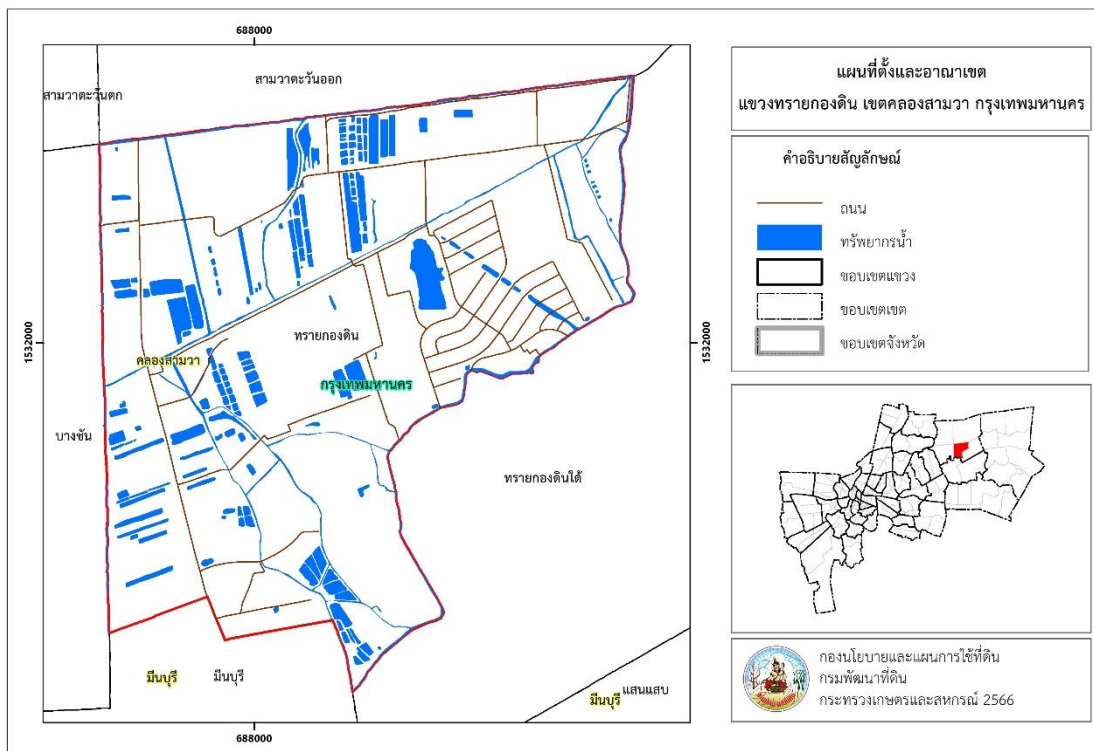 688000
สามวาตะวันออก
สามวาตะวันตก
1532000
1532000
ทรายกองดิน
คลองสามวา
กรุงเทพมหานคร
บางชัน
ทรายกองดินใต้
มีนบุรี
มีนบุรี
แสนแสบ
มีนบุรี
688000
แผนที่ตั้งและอาณาเขต
แขวงทรายกองดิน เขตคลองสามวา กรุงเทพมหานคร
คำอธิบายสัญลักษณ์
ถนน
ทรัพยากรน้ำ
ขอบเขตแขวง
ขอบเขตเขต
ขอบเขตจังหวัด
กองนโยบายและแผนการใช้ที่ดิน
กรมพัฒนาที่ดิน
กระทรวงเกษตรและสหกรณ์ 2566